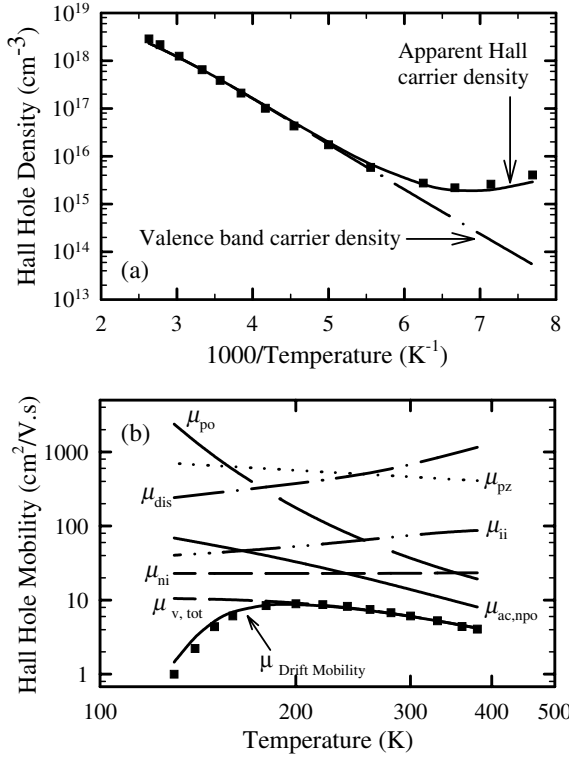 10^19
10^18
10^17
10^16
10^15
10^14
10^13
Hall Hole Density (cm^-3)
Apparent Hall
carrier density
Valence band carrier density
(a)
2 3 4 5 6 7 8
1000/Temperature (K^-1)
(b)
1000
100
10
1
Hall Hole Mobility (cm^2/V.s)
μ_po
μ_dis
μ_pz
μ_ii
μ_ni
μ_v, tot
μ_ac,npo
μ_Drift Mobility
100 200 300 400 500
Temperature (K)